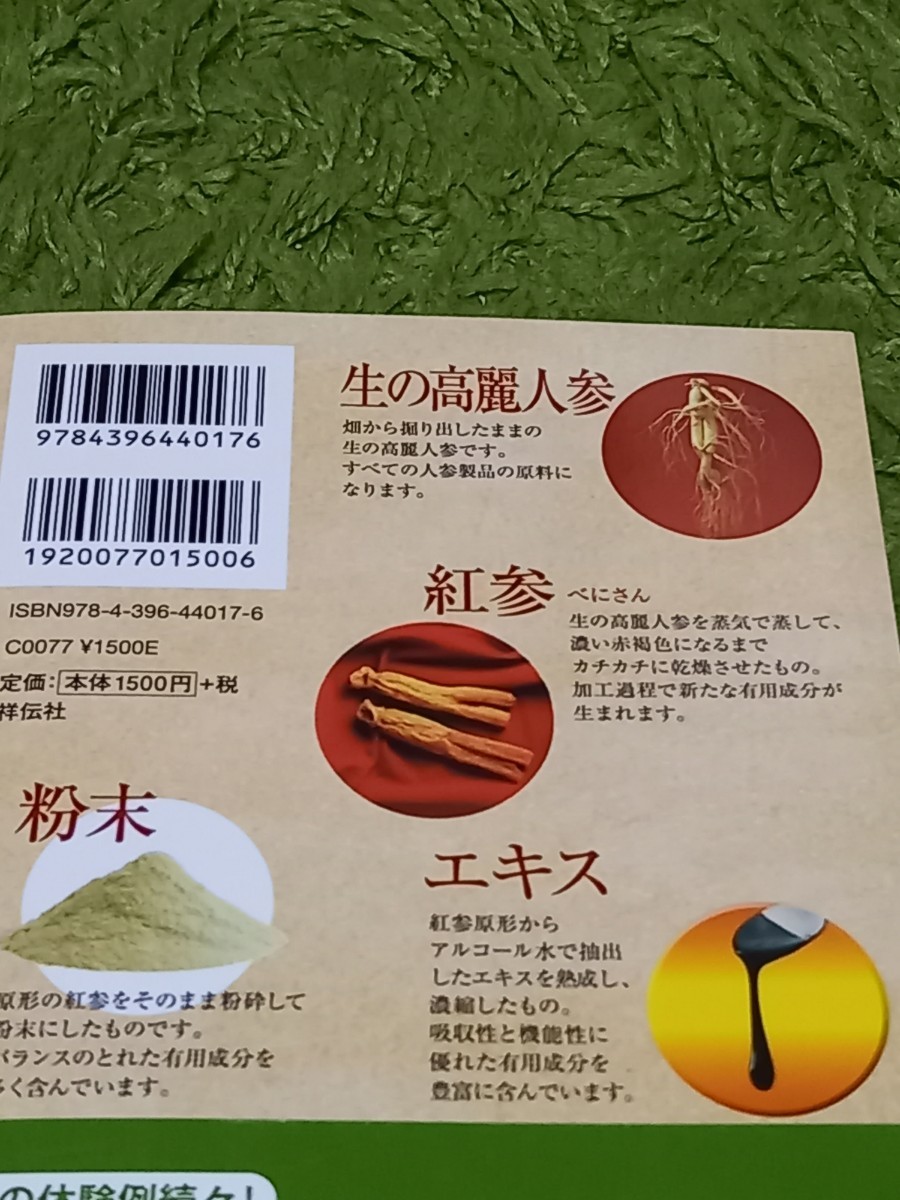 9784396440176
1920077015006
ISBN978-4-396-44017-6
C0077 ¥1500E
定価:本体1500円+税
祥伝社
生の高麗人参
畑から掘り出したままの
生の高麗人参です。
すべての人参製品の原料に
なります。
紅参 べにさん
生の高麗人参を蒸気で蒸して、
濃い赤褐色になるまで
カチカチに乾燥させたもの。
加工過程で新たな有用成分が
生まれます。
粉末
原形の紅参をそのまま粉砕して
粉末にしたものです。
バランスのとれた有用成分を
多く含んでいます。
エキス
紅参原形から
アルコール水で抽出
したエキスを熟成し、
濃縮したもの。
吸収性と機能性に
優れた有用成分を
豊富に含んでいます。
の体験例続々!